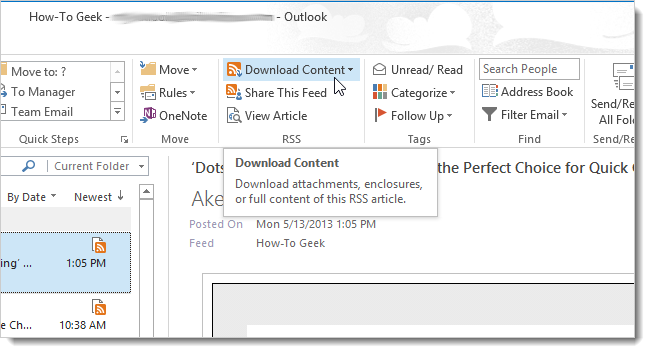 How-To Geek - - Outlook
Move to: ?
To Manager
Team Email
Quick Steps
Move
Rules
OneNote
Move
Download Content
Share This Feed
View Article
RSS
Unread/ Read
Categorize
Follow Up
Tags
Search People
Address Book
Filter Email
Find
Send/Re
All Fold
Send/Re
Current Folder
By Date Newest
ing' ...
1:05 PM
e Ch...
10:38 AM
Download Content
Download attachments, enclosures,
or full content of this RSS article.
'Dots the Perfect Choice for Quick
Ake
Posted On Mon 5/13/2013 1:05 PM
Feed How-To Geek